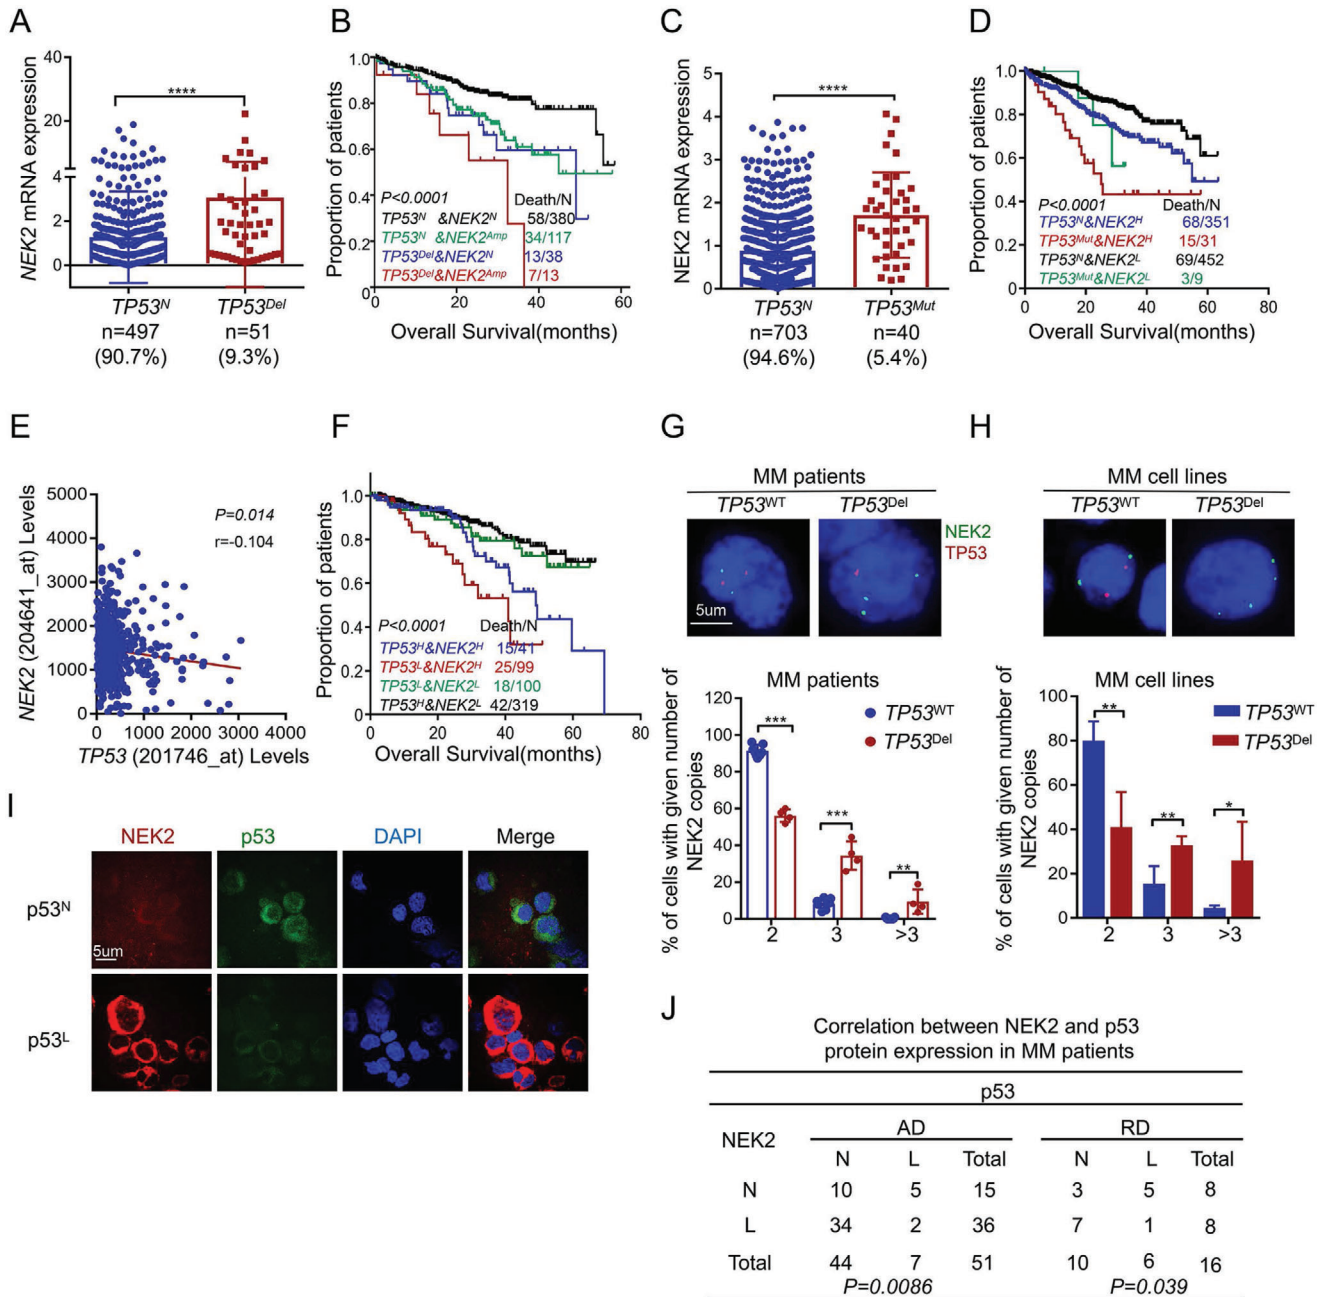 A
NEK2 mRNA expression
40
20
4
2
0
****
TP53N TP53Del
n=497 n=51
(90.7%) (9.3%)
B
Proportion of patients
1.0
0.8
0.6
0.4
0.2
0
P<0.0001 Death/N
TP53N &NEK2N 58/380
TP53N &NEK2Amp 34/117
TP53Del&NEK2N 13/38
TP53Del&NEK2Amp 7/13
0 20 40 60
Overall Survival(months)
C
NEK2 mRNA expression
5
4
3
2
1
0
****
TP53N TP53Mut
n=703 n=40
(94.6%) (5.4%)
D
Proportion of patients
1.0
0.8
0.6
0.4
0.2
0
P<0.0001 Death/N
TP53N&NEK2H 68/351
TP53Mut&NEK2H 15/31
TP53N&NEK2L 69/452
TP53Mut&NEK2L 3/9
0 20 40 60 80
Overall Survival(months)
E
NEK2 (204641_at) Levels
5000
4000
3000
2000
1000
0
P=0.014
r=-0.104
0 1000 2000 3000 4000
TP53 (201746_at) Levels
F
Proportion of patients
1.0
0.8
0.6
0.4
0.2
0
P<0.0001 Death/N
TP53H&NEK2H 15/41
TP53L&NEK2H 25/99
TP53L&NEK2L 18/100
TP53H&NEK2L 42/319
0 20 40 60 80
Overall Survival(months)
G
MM patients
TP53WT TP53Del
NEK2
TP53
5um
MM patients
% of cells with given number of
NEK2 copies
120
100
80
60
40
20
0
*** *** **
TP53WT
TP53Del
2 3 >3
H
MM cell lines
TP53WT TP53Del
MM cell lines
% of cells with given number of
NEK2 copies
100
80
60
40
20
0
** ** *
TP53WT
TP53Del
2 3 >3
I
NEK2 p53 DAPI Merge
p53N
5um
p53L
J
Correlation between NEK2 and p53
protein expression in MM patients
p53
NEK2 AD RD
N L Total N L Total
N 10 5 15 3 5 8
L 34 2 36 7 1 8
Total 44 7 51 10 6 16
P=0.0086 P=0.039